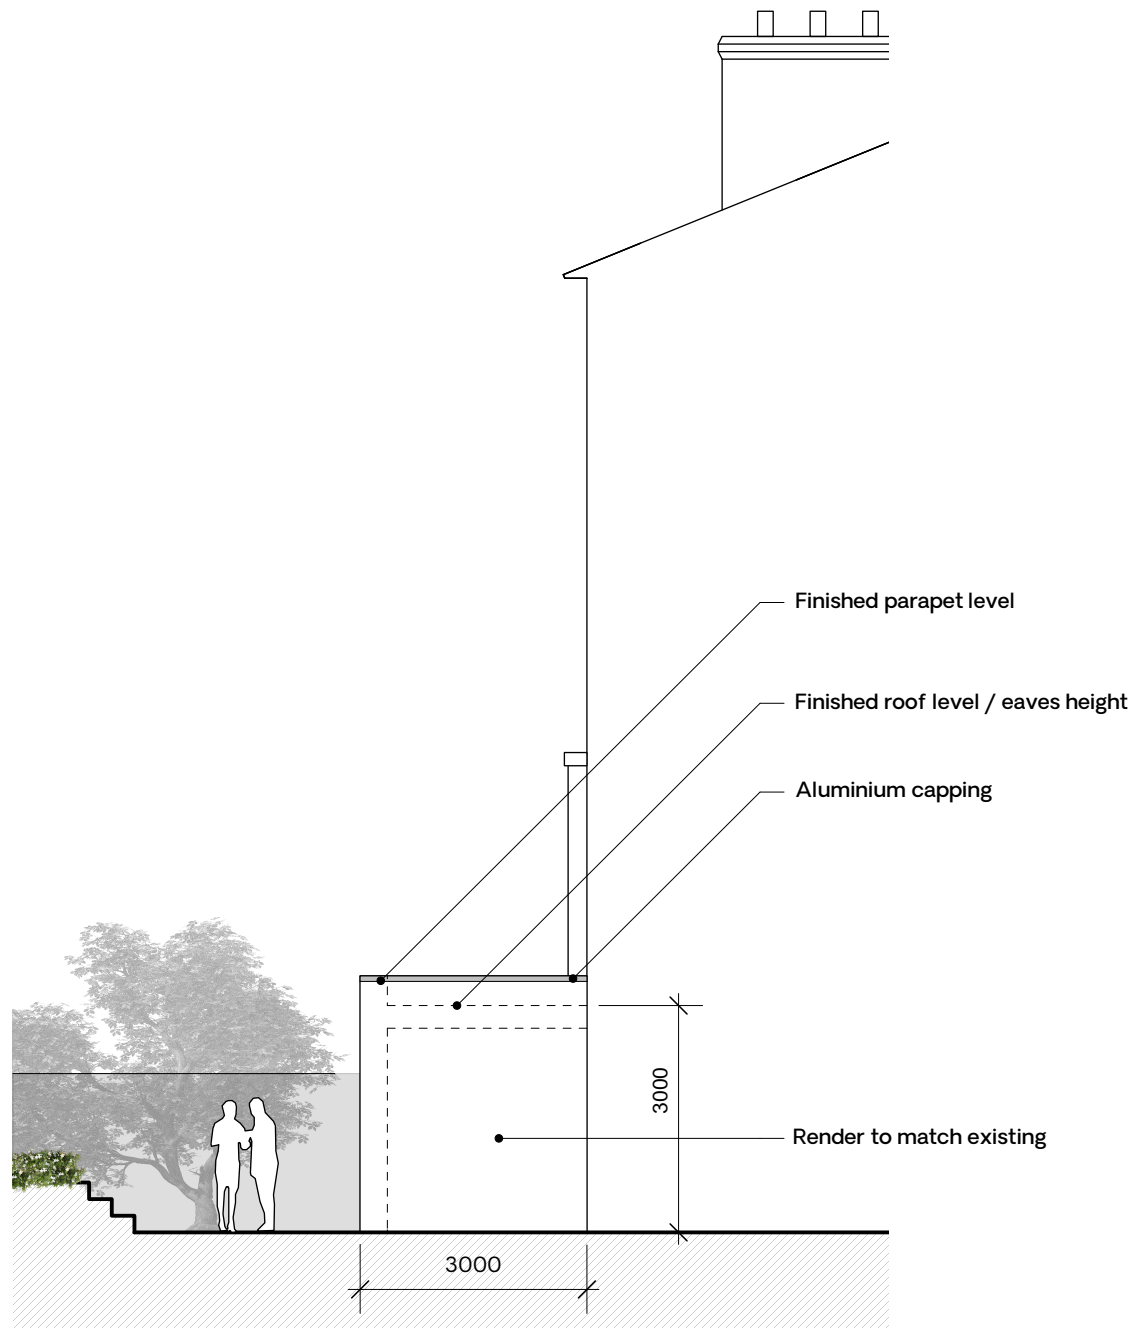 Finished parapet level
Finished roof level / eaves height
Aluminium capping
3000
Render to match existing
3000